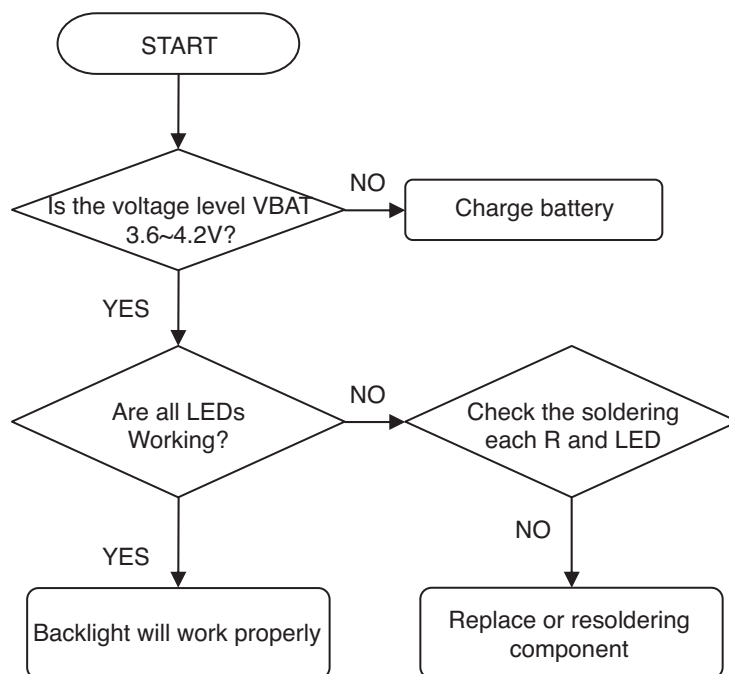 START
Is the voltage level VBAT
3.6~4.2V?
NO
Charge battery
YES
Are all LEDs
Working?
NO
Check the soldering
each R and LED
YES
NO
Backlight will work properly
Replace or resoldering
component